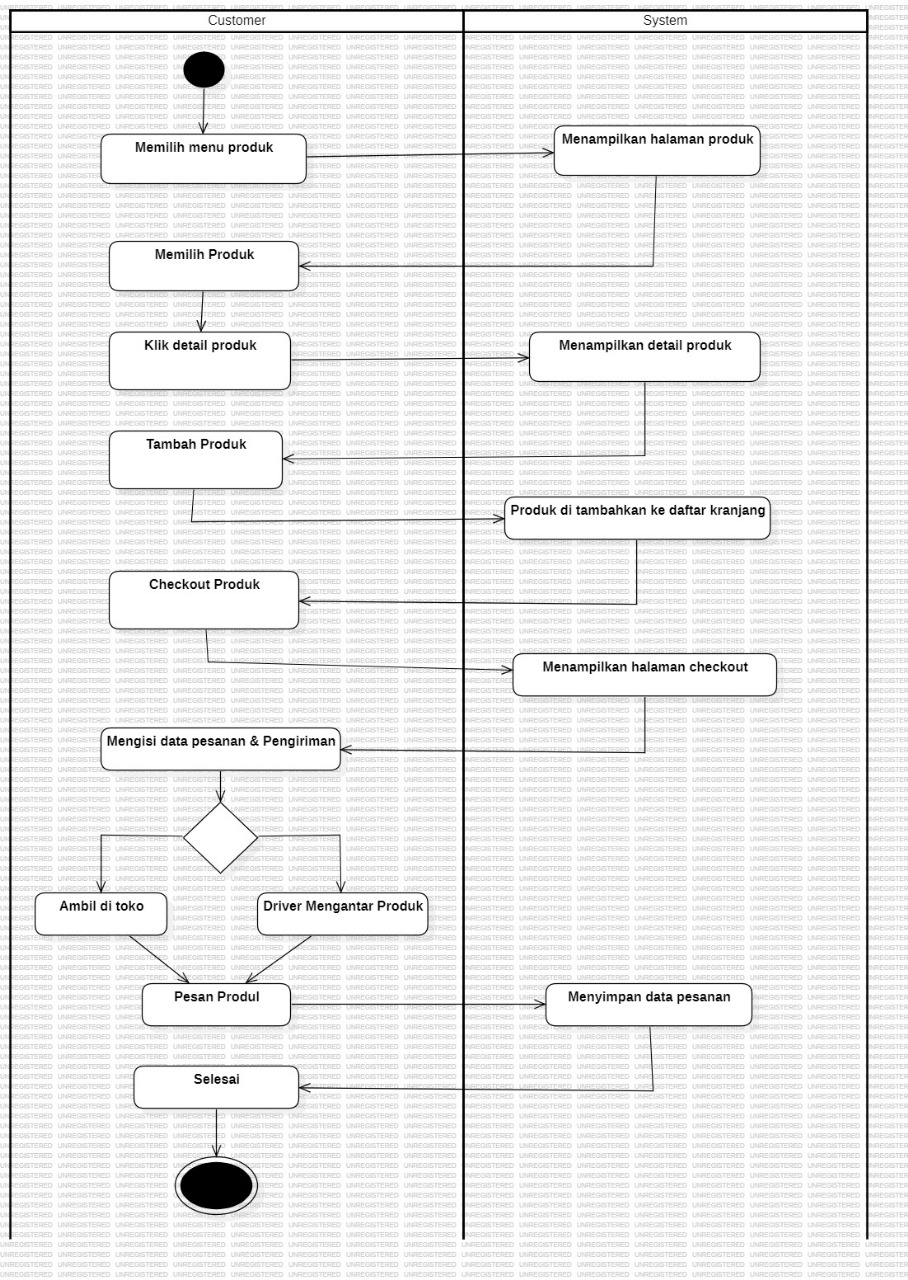 Customer
System
Memilih menu produk
Menampilkan halaman produk
Memilih Produk
Klik detail produk
Menampilkan detail produk
Tambah Produk
Produk di tambahkan ke daftar kranjang
Checkout Produk
Menampilkan halaman checkout
Mengisi data pesanan & Pengiriman
Ambil di toko
Driver Mengantar Produk
Pesan Produl
Menyimpan data pesanan
Selesai
UNREGISTERED